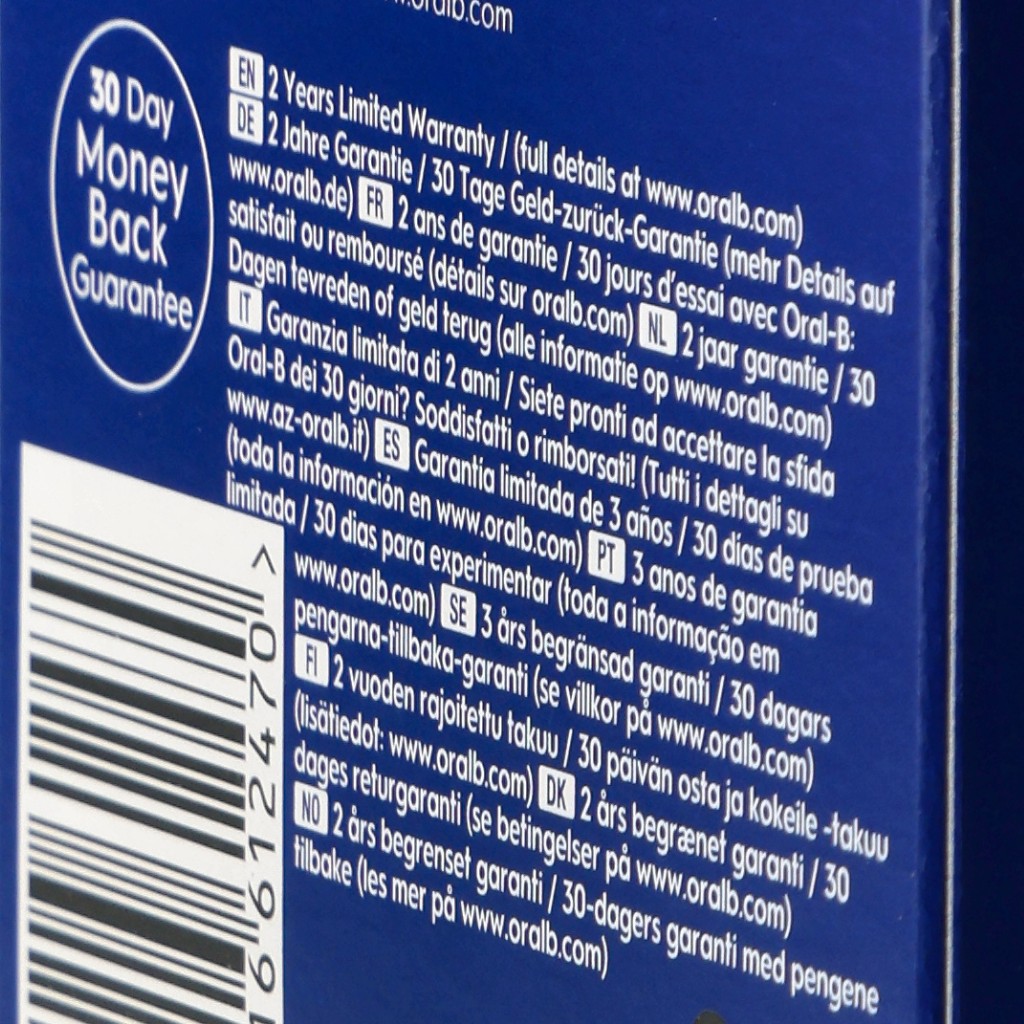 www.oralb.com
30 Day
Money
Back
Guarantee
EN 2 Years Limited Warranty / (full details at www.oralb.com)
DE 2 Jahre Garantie / 30 Tage Geld-zurück-Garantie (mehr Details auf
www.oralb.de) FR 2 ans de garantie / 30 jours d'essai avec Oral-B:
satisfait ou remboursé (détails sur oralb.com) NL 2 jaar garantie / 30
Dagen tevreden of geld terug (alle informatie op www.oralb.com)
IT Garanzia limitata di 2 anni / Siete pronti ad accettare la sfida
Oral-B dei 30 giorni? Soddisfatti o rimborsati! (Tutti i dettagli su
www.az-oralb.it) ES Garantía limitada de 3 años / 30 días de prueba
(toda la información en www.oralb.com) PT 3 anos de garantia
limitada / 30 dias para experimentar (toda a informação em
www.oralb.com) SE 3 års begränsad garanti / 30 dagars
pengarna-tillbaka-garanti (se villkor på www.oralb.com)
FI 2 vuoden rajoitettu takuu / 30 päivän osta ja kokeile -takuu
(lisätiedot: www.oralb.com) DK 2 års begrænet garanti / 30
dages returgaranti (se betingelser på www.oralb.com)
NO 2 års begrenset garanti / 30-dagers garanti med pengene
tilbake (les mer på www.oralb.com)
16612470 >